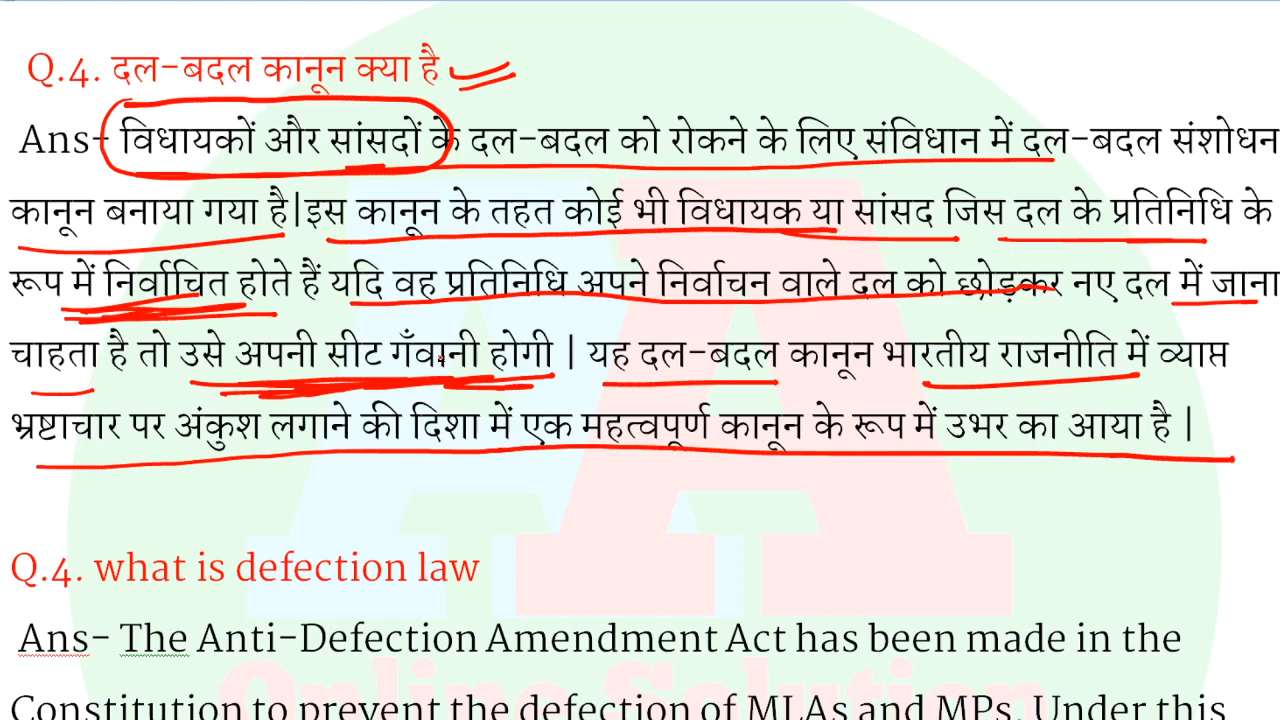 Q.4. दल-बदल कानून क्या है
Ans- विधायकों और सांसदों के दल-बदल को रोकने के लिए संविधान में दल-बदल संशोधन
कानून बनाया गया है|इस कानून के तहत कोई भी विधायक या सांसद जिस दल के प्रतिनिधि के
रूप में निर्वाचित होते हैं यदि वह प्रतिनिधि अपने निर्वाचन वाले दल को छोड़कर नए दल में जाना
चाहता है तो उसे अपनी सीट गँवानी होगी | यह दल-बदल कानून भारतीय राजनीति में व्याप्त
भ्रष्टाचार पर अंकुश लगाने की दिशा में एक महत्वपूर्ण कानून के रूप में उभर का आया है |
Q.4. what is defection law
Ans- The Anti-Defection Amendment Act has been made in the
Constitution to prevent the defection of MLAs and MPs. Under this
Online Solution